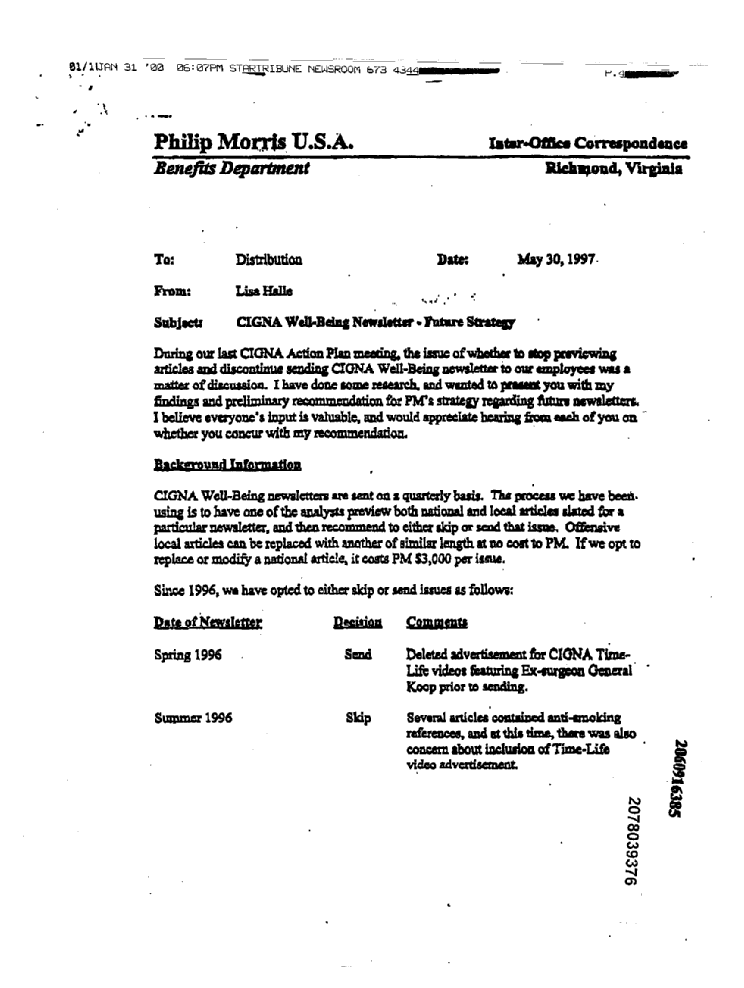 01/11JAN 31 '00 06:07PM STARTRIBUNE NEWSROOM 673 4344
P.4
Philip Morris U.S.A. Inter-Office Correspondence
Benefits Department Richmond, Virginia
To: Distribution Date: May 30, 1997
From: Lisa Halle
Subject: CIGNA Well-Being Newsletter - Future Strategy
During our last CIGNA Action Plan meeting, the issue of whether to stop previewing
articles and discontinue sending CIGNA Well-Being newsletter to our employees was a
matter of discussion. I have done some research, and wanted to present you with my
findings and preliminary recommendation for PM's strategy regarding future newsletters.
I believe everyone's input is valuable, and would appreciate hearing from each of you on
whether you concur with my recommendation.
Background Information
CIGNA Well-Being newsletters are sent on a quarterly basis. The process we have been
using is to have one of the analysts preview both national and local articles slated for a
particular newsletter, and then recommend to either skip or send that issue. Offensive
local articles can be replaced with another of similar length at no cost to PM. If we opt to
replace or modify a national article, it costs PM $3,000 per issue.
Since 1996, we have opted to either skip or send issues as follows:
Date of Newsletter Decision Comments
Spring 1996 Send Deleted advertisement for CIGNA Time-
Life videos featuring Ex-surgeon General
Koop prior to sending.
Summer 1996 Skip Several articles contained anti-smoking
references, and at this time, there was also
concern about inclusion of Time-Life
video advertisement.
2060916385
2078039376